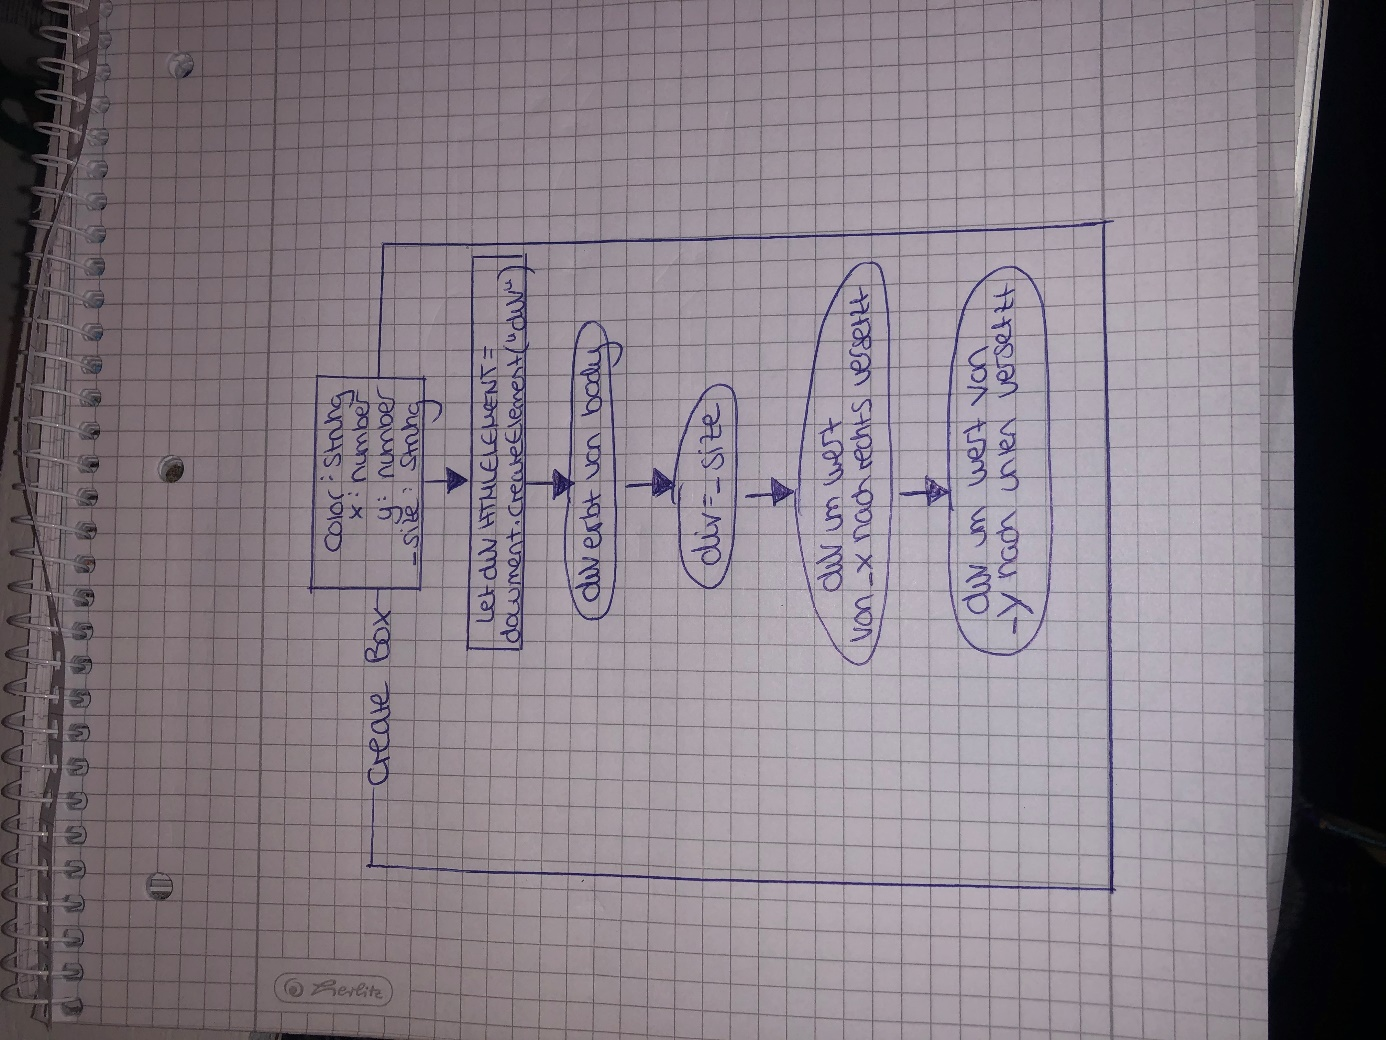 Create Box
Color: String
x: number
y: number
_size: String
let div HTMLELEMENT =
document.createElement("div")
div erbt von body
div = _size
div um wert
von _x nach rechts versetzt
div um wert von
_y nach unten versetzt
Herlitz